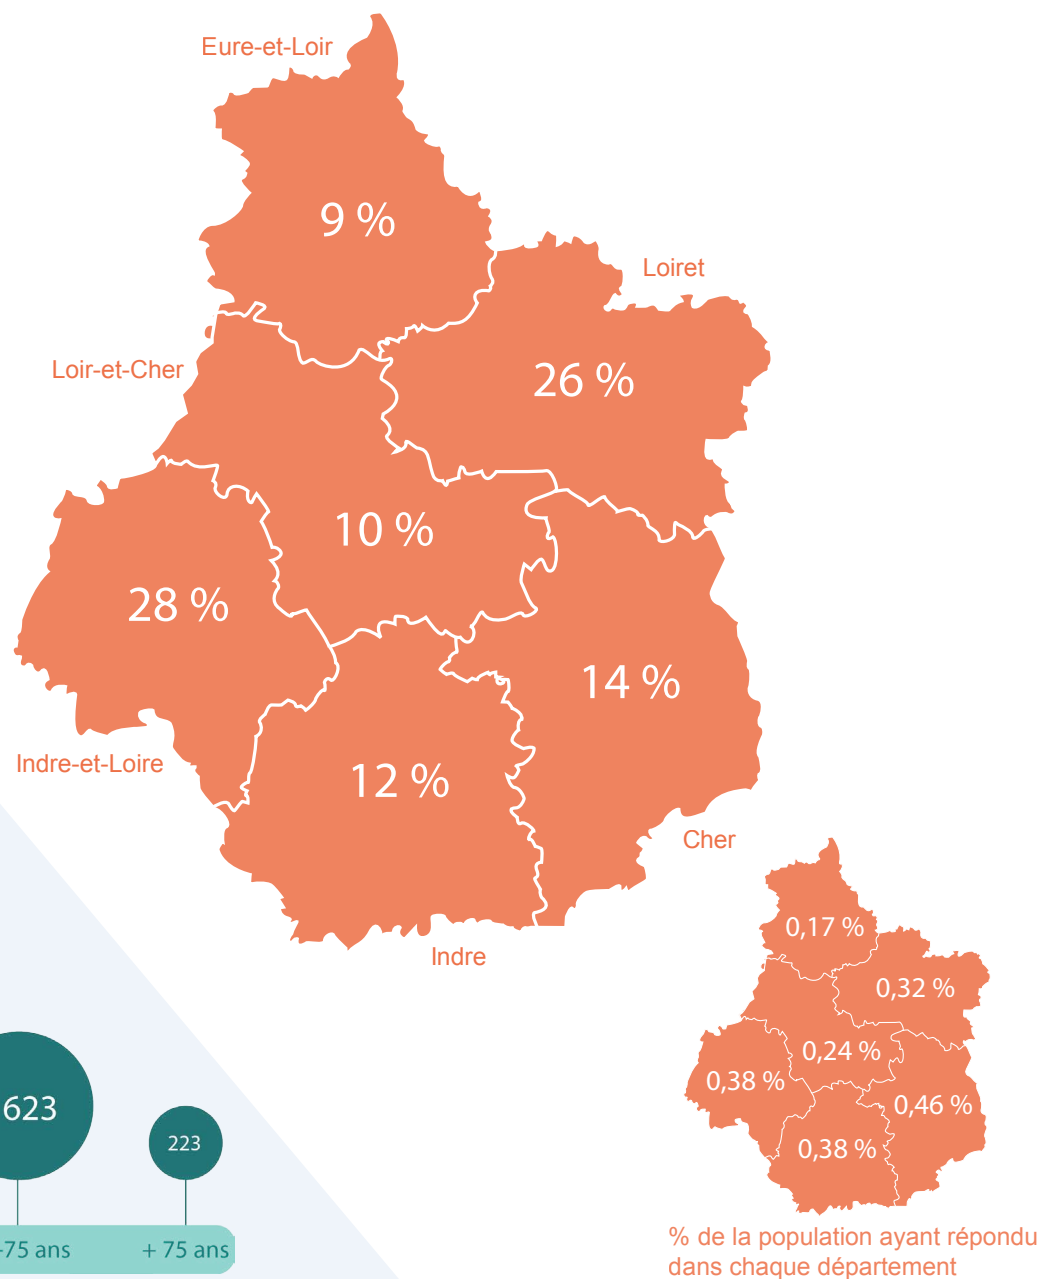 Eure-et-Loir
9 %
Loiret
Loir-et-Cher
26 %
10 %
28 %
14 %
Indre-et-Loire
12 %
Cher
Indre
0,17 %
0,32 %
0,24 %
0,38 %
0,46 %
0,38 %
623
223
-75 ans
+ 75 ans
% de la population ayant répondu
dans chaque département